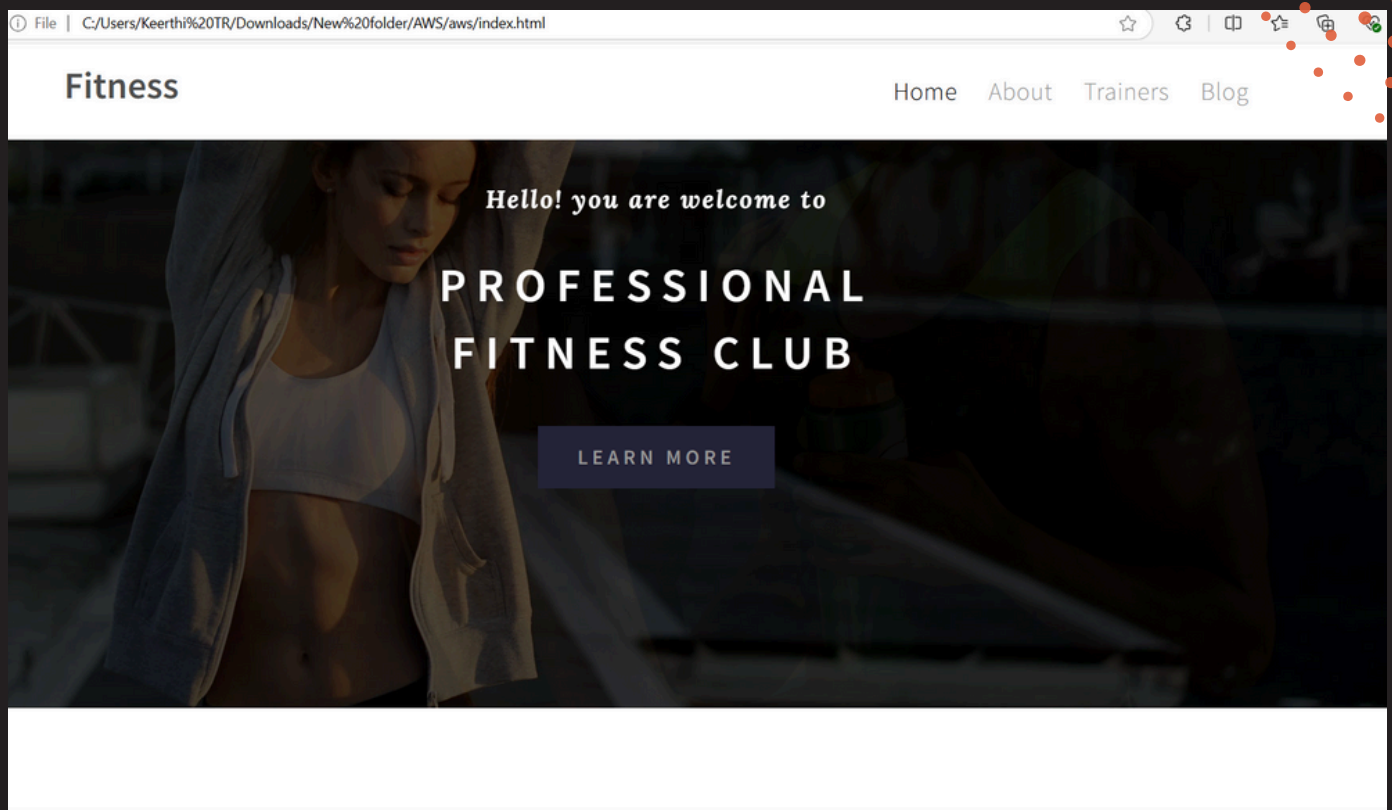 File | C:/Users/Keerthi%20TR/Downloads/New%20folder/AWS/aws/index.html
Fitness
Home About Trainers Blog
Hello! you are welcome to
PROFESSIONAL
FITNESS CLUB
LEARN MORE